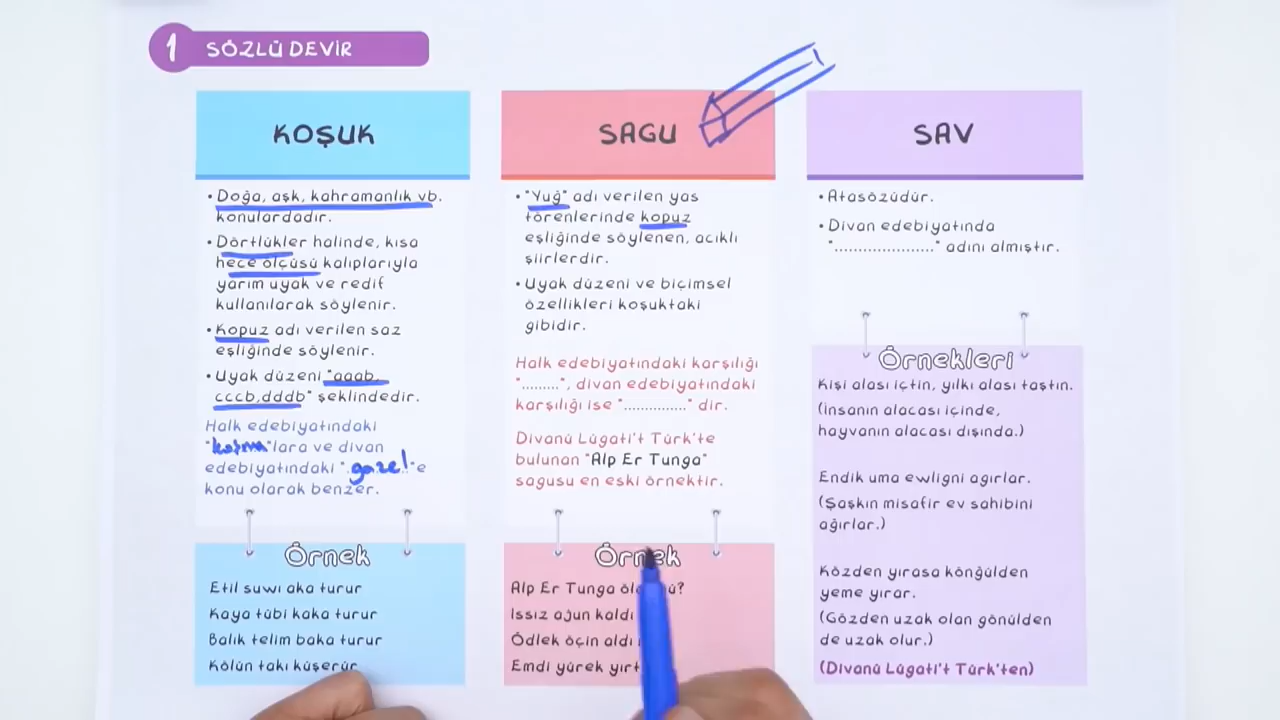 1 SÖZLÜ DEVİR
KOŞUK
• Doğa, aşk, kahramanlık vb.
konulardadır.
• Dörtlükler halinde, kısa
hece ölçüsü kalıplarıyla
yarım uyak ve redif
kullanılarak söylenir.
• Kopuz adı verilen saz
eşliğinde söylenir.
• Uyak düzeni "aaab,
cccb,dddb" şeklindedir.
Halk edebiyatındaki
"koşma"lara ve divan
edebiyatındaki "gazel"e
konu olarak benzer.
Örnek
Etil suwı aka turur
Kaya tübi kaka turur
Balık telim baka turur
Kölün takı küşerür
SAGU
• "Yuğ" adı verilen yas
törenlerinde kopuz
eşliğinde söylenen, acıklı
şiirlerdir.
• Uyak düzeni ve biçimsel
özellikleri koşuktaki
gibidir.
Halk edebiyatındaki karşılığı
".........", divan edebiyatındaki
karşılığı ise "..............." dir.
Divanü Lügati't Türk'te
bulunan "Alp Er Tunga"
sagusu en eski örnektir.
Örnek
Alp Er Tunga
Issız ajun kaldı
Ödlek öçin aldı
Emdi yürek
SAV
• Atasözüdür.
• Divan edebiyatında
"....................." adını almıştır.
Örnekleri
Kişi alası içtin, yılkı alası taştın.
(İnsanın alacası içinde,
hayvanın alacası dışında.)
Endik uma ewligni agırlar.
(Şaşkın misafir ev sahibini
ağırlar.)
Közden yırasa könğülden
yeme yırar.
(Gözden uzak olan gönülden
de uzak olur.)
(Divanü Lügati't Türk'ten)